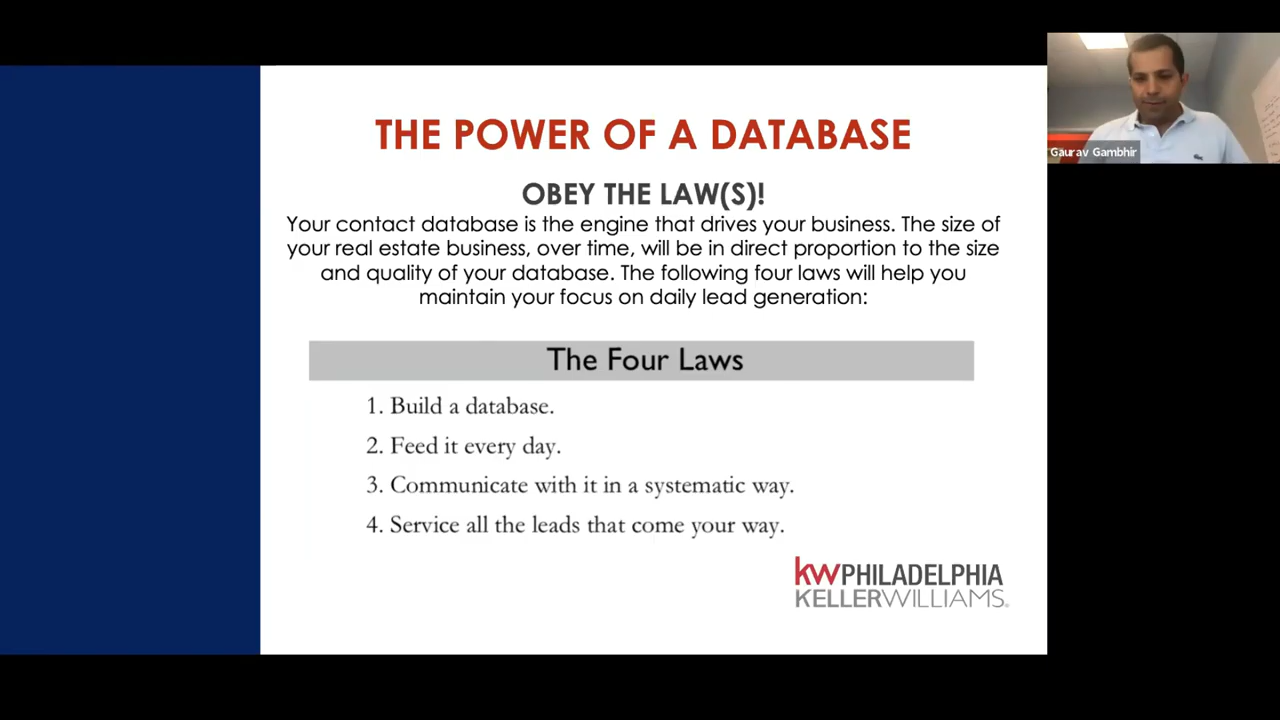 THE POWER OF A DATABASE
OBEY THE LAW(S)!
Your contact database is the engine that drives your business. The size of
your real estate business, over time, will be in direct proportion to the size
and quality of your database. The following four laws will help you
maintain your focus on daily lead generation:
The Four Laws
1. Build a database.
2. Feed it every day.
3. Communicate with it in a systematic way.
4. Service all the leads that come your way.
kwPHILADELPHIA
KELLERWILLIAMS.®
Gaurav Gambhir